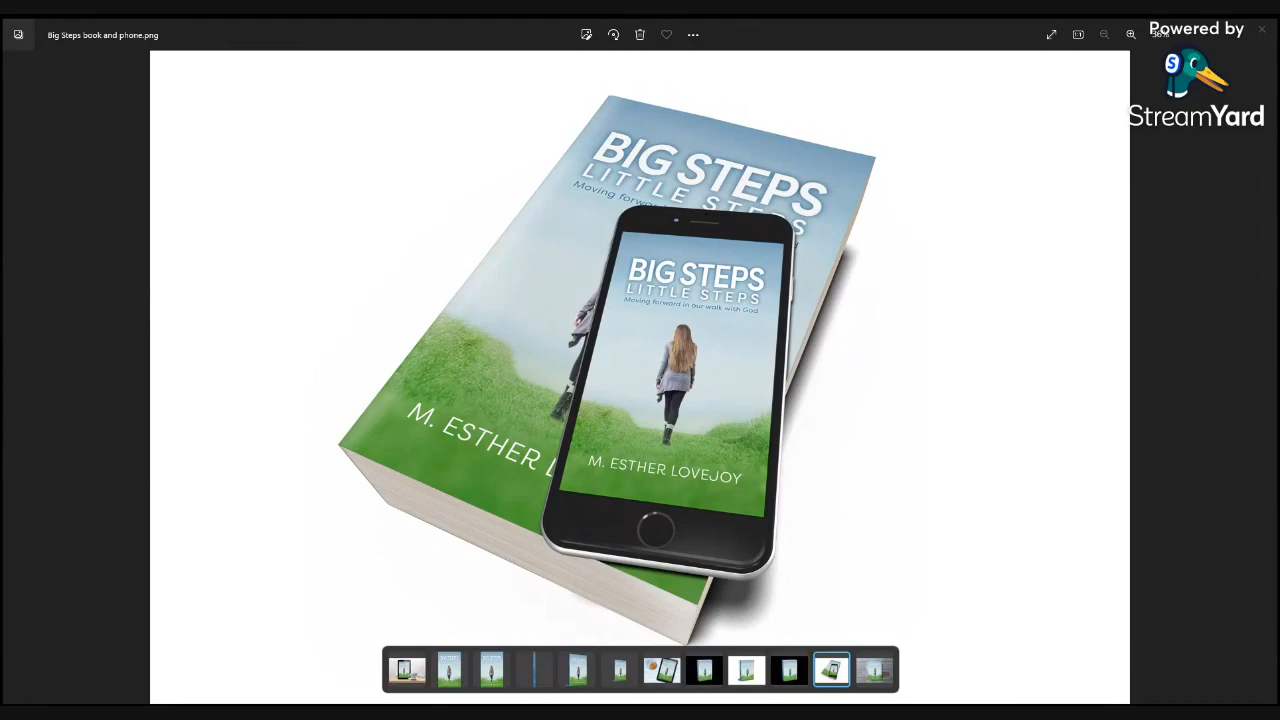 Big Steps book and phone.png
Powered by
StreamYard
BIG STEPS
LITTLE STEPS
Moving forward
M. ESTHER L
BIG STEPS
LITTLE STEPS
Moving forward in our walk with God
M. ESTHER LOVEJOY